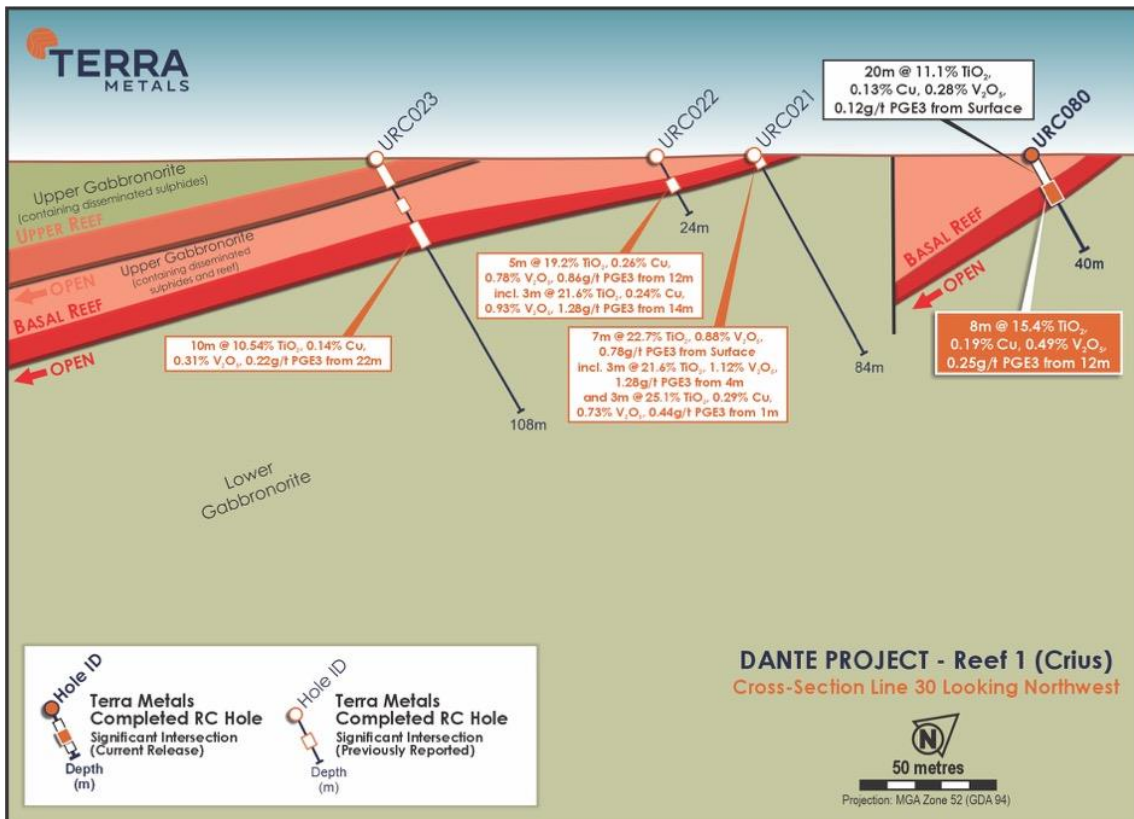 TERRA
METALS
URC023
URC022
URC021
URC080
20m @ 11.1% TiO₂,
0.13% Cu, 0.28% V₂O₅,
0.12g/t PGE3 from Surface
Upper Gabbronorite
(containing disseminated sulphides)
UPPER REEF
OPEN
Upper Gabbronorite
(containing disseminated
sulphides and reef)
BASAL REEF
OPEN
24m
84m
108m
40m
BASAL REEF
OPEN
5m @ 19.2% TiO₂, 0.26% Cu,
0.78% V₂O₅, 0.86g/t PGE3 from 12m
incl. 3m @ 21.6% TiO₂, 0.24% Cu,
0.93% V₂O₅, 1.28g/t PGE3 from 14m
10m @ 10.54% TiO₂, 0.14% Cu,
0.31% V₂O₅, 0.22g/t PGE3 from 22m
7m @ 22.7% TiO₂, 0.88% V₂O₅,
0.78g/t PGE3 from Surface
incl. 3m @ 21.6% TiO₂, 1.12% V₂O₅,
1.28g/t PGE3 from 4m
and 3m @ 25.1% TiO₂, 0.29% Cu,
0.73% V₂O₅, 0.44g/t PGE3 from 1m
8m @ 15.4% TiO₂,
0.19% Cu, 0.49% V₂O₅,
0.25g/t PGE3 from 12m
Lower
Gabbronorite
Hole ID
Terra Metals
Completed RC Hole
Significant Intersection
(Current Release)
Depth
(m)
Hole ID
Terra Metals
Completed RC Hole
Significant Intersection
(Previously Reported)
Depth
(m)
DANTE PROJECT - Reef 1 (Crius)
Cross-Section Line 30 Looking Northwest
N
50 metres
Projection: MGA Zone 52 (GDA 94)